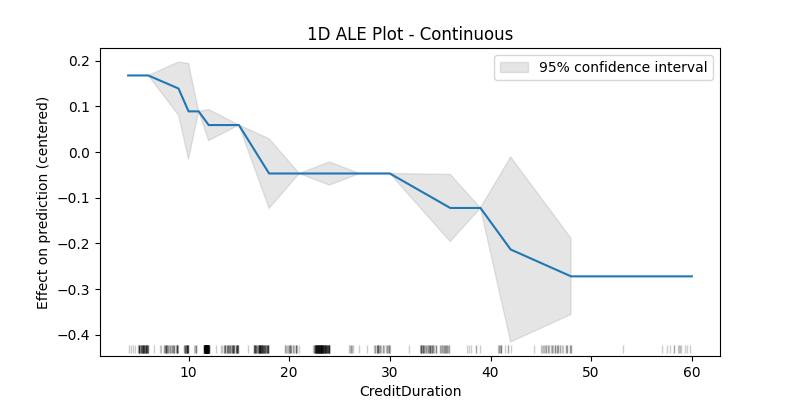 1D ALE Plot - Continuous
95% confidence interval
Effect on prediction (centered)
0.2
0.1
0.0
−0.1
−0.2
−0.3
−0.4
10 20 30 40 50 60
CreditDuration